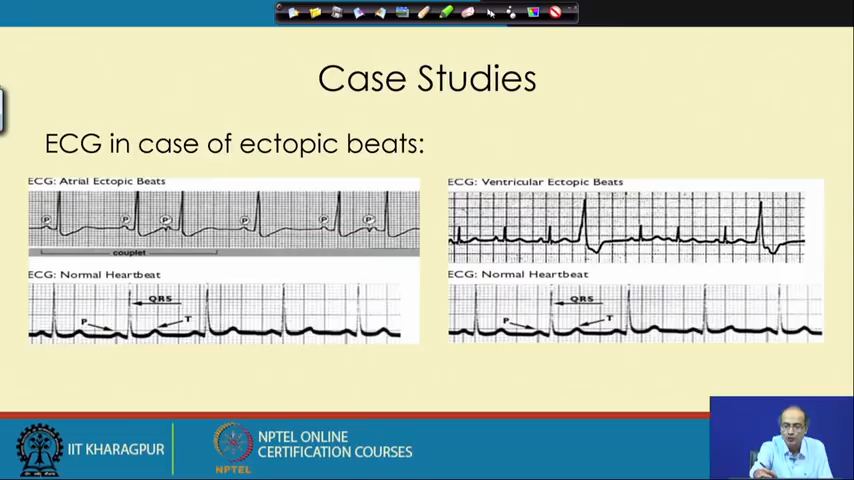 Case Studies
ECG in case of ectopic beats:
ECG: Atrial Ectopic Beats
P P P P P P
couplet
ECG: Normal Heartbeat
QRS
P T
ECG: Ventricular Ectopic Beats
ECG: Normal Heartbeat
QRS
P T
IIT KHARAGPUR
NPTEL
NPTEL ONLINE
CERTIFICATION COURSES